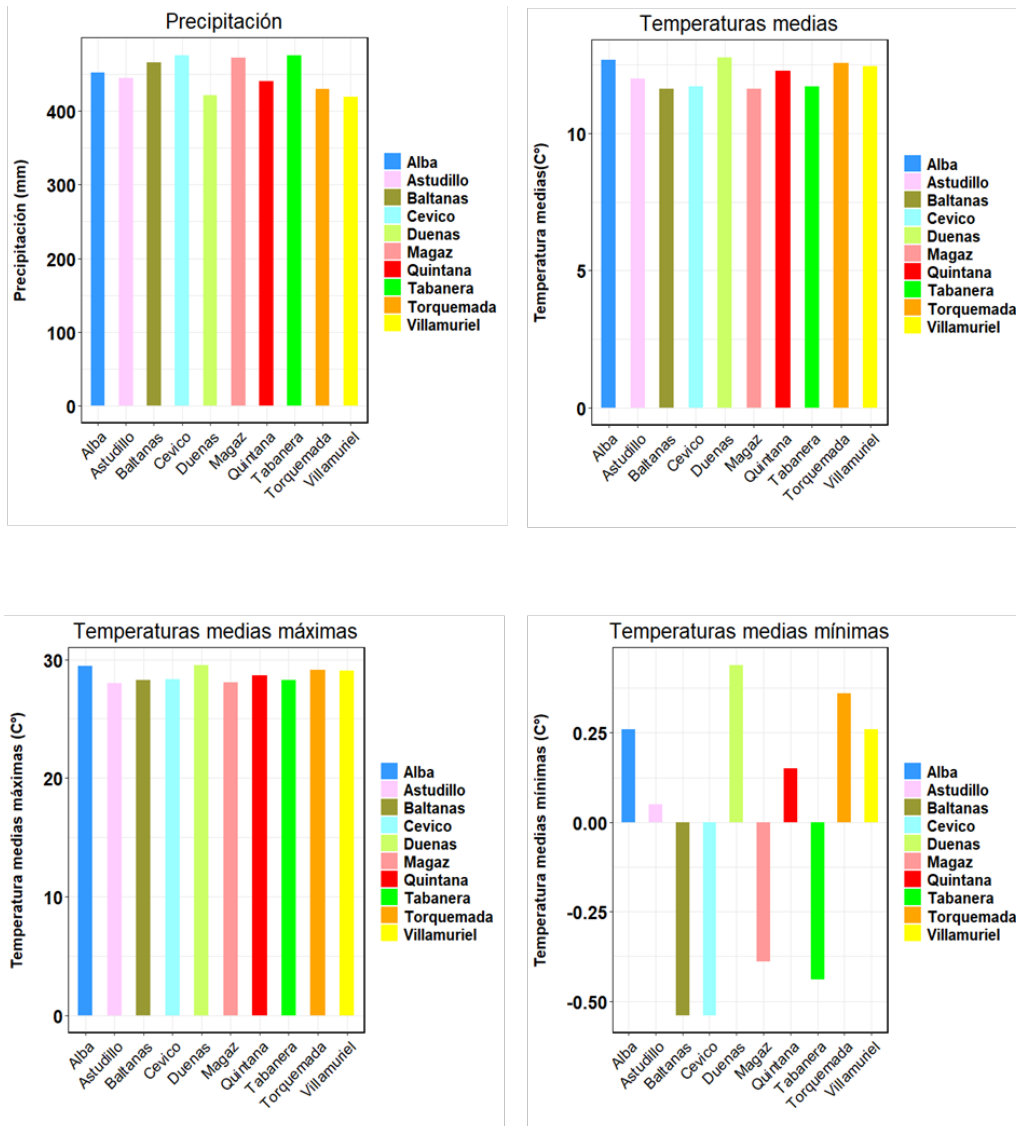 Precipitación
Precipitación (mm)
400
300
200
100
0
Alba
Astudillo
Baltanas
Cevico
Duenas
Magaz
Quintana
Tabanera
Torquemada
Villamuriel
Alba
Astudillo
Baltanas
Cevico
Duenas
Magaz
Quintana
Tabanera
Torquemada
Villamuriel
Temperaturas medias
Temperatura medias(Cº)
10
5
0
Alba
Astudillo
Baltanas
Cevico
Duenas
Magaz
Quintana
Tabanera
Torquemada
Villamuriel
Alba
Astudillo
Baltanas
Cevico
Duenas
Magaz
Quintana
Tabanera
Torquemada
Villamuriel
Temperaturas medias máximas
Temperatura medias máximas (Cº)
30
20
10
0
Alba
Astudillo
Baltanas
Cevico
Duenas
Magaz
Quintana
Tabanera
Torquemada
Villamuriel
Alba
Astudillo
Baltanas
Cevico
Duenas
Magaz
Quintana
Tabanera
Torquemada
Villamuriel
Temperaturas medias mínimas
Temperatura medias mínimas (Cº)
0.25
0.00
-0.25
-0.50
Alba
Astudillo
Baltanas
Cevico
Duenas
Magaz
Quintana
Tabanera
Torquemada
Villamuriel
Alba
Astudillo
Baltanas
Cevico
Duenas
Magaz
Quintana
Tabanera
Torquemada
Villamuriel